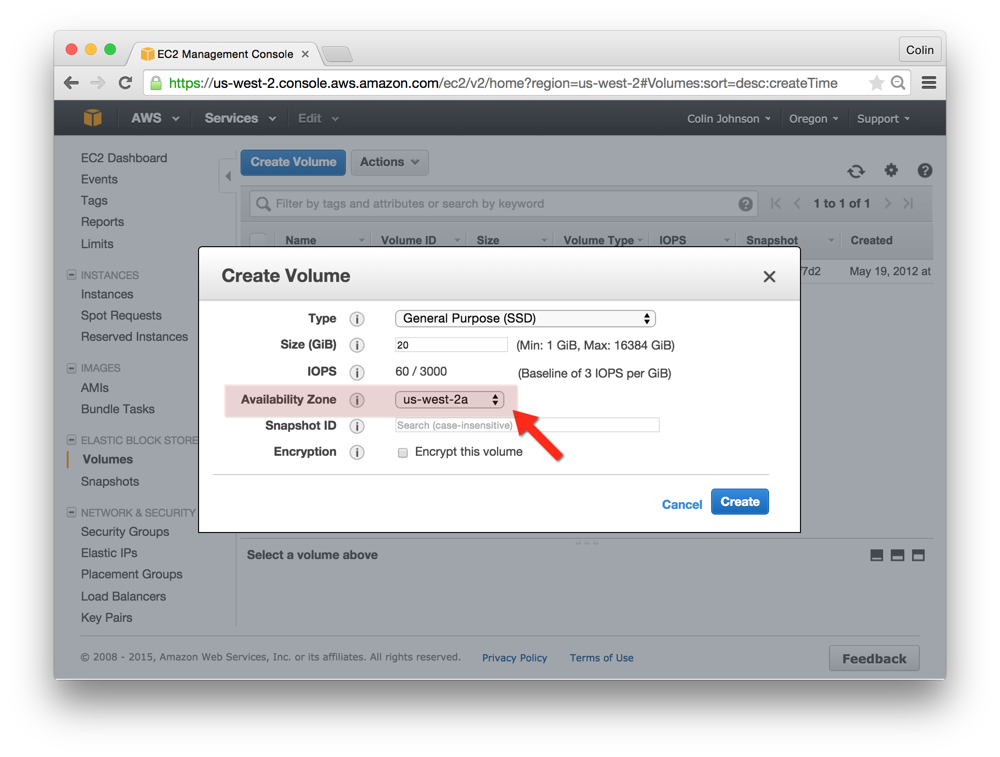 EC2 Management Console
Colin
https://us-west-2.console.aws.amazon.com/ec2/v2/home?region=us-west-2#Volumes:sort=desc:createTime
AWS Services Edit Colin Johnson Oregon Support
EC2 Dashboard
Events
Tags
Reports
Limits
INSTANCES
Instances
Spot Requests
Reserved Instances
IMAGES
AMIs
Bundle Tasks
ELASTIC BLOCK STORE
Volumes
Snapshots
NETWORK & SECURITY
Security Groups
Elastic IPs
Placement Groups
Load Balancers
Key Pairs
Create Volume Actions
Filter by tags and attributes or search by keyword 1 to 1 of 1
Name Volume ID Size Volume Type IOPS Snapshot Created
f7d2 May 19, 2012 at
Create Volume
Type General Purpose (SSD)
Size (GiB) 20 (Min: 1 GiB, Max: 16384 GiB)
IOPS 60 / 3000 (Baseline of 3 IOPS per GiB)
Availability Zone us-west-2a
Snapshot ID Search (case-insensitive)
Encryption Encrypt this volume
Cancel Create
Select a volume above
© 2008 - 2015, Amazon Web Services, Inc. or its affiliates. All rights reserved. Privacy Policy Terms of Use Feedback